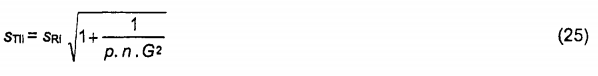 sTIi = sRi √(1 + 1 / (p. n. G²)) (25)